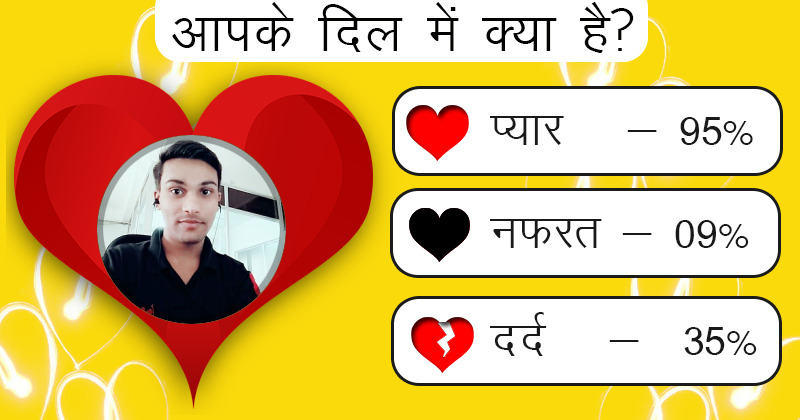 आपके दिल में क्या है?
प्यार – 95%
नफरत – 09%
दर्द – 35%